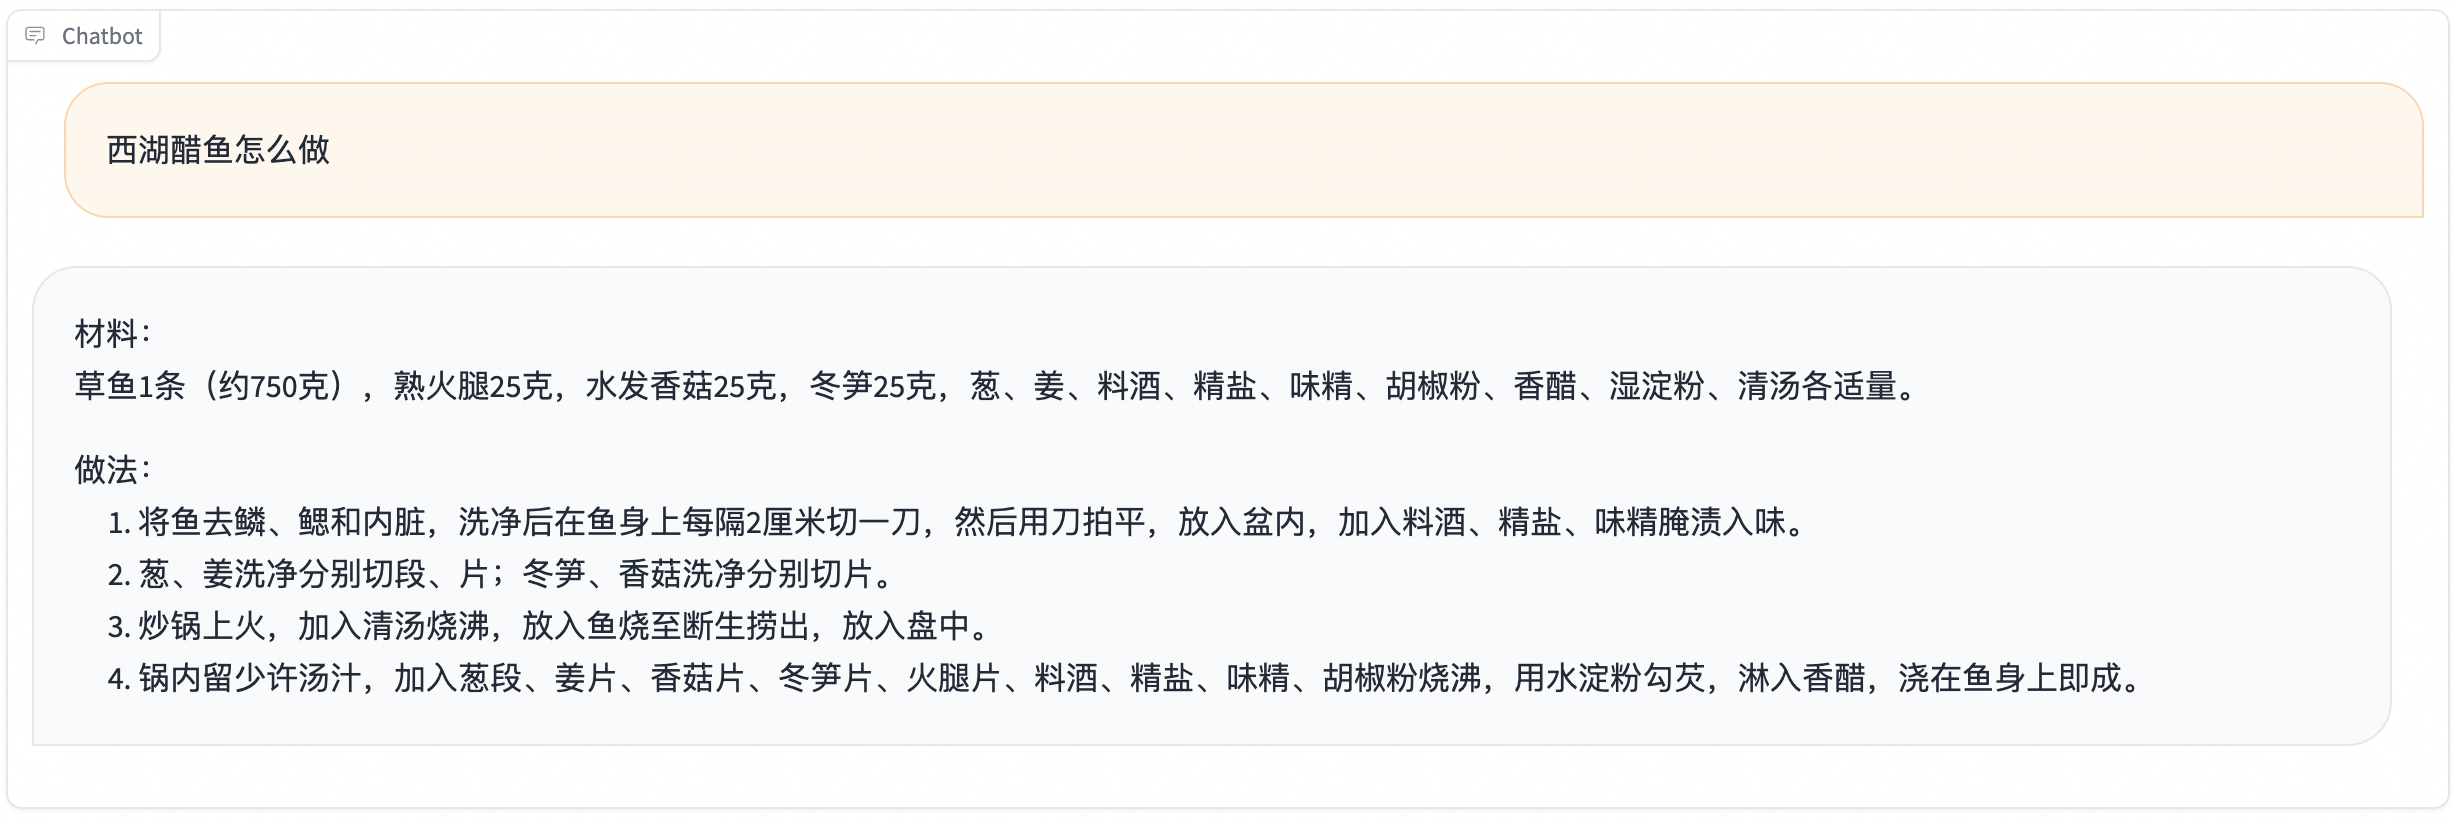 Chatbot
西湖醋鱼怎么做
材料：
草鱼1条（约750克），熟火腿25克，水发香菇25克，冬笋25克，葱、姜、料酒、精盐、味精、胡椒粉、香醋、湿淀粉、清汤各适量。
做法：
1. 将鱼去鳞、鳃和内脏，洗净后在鱼身上每隔2厘米切一刀，然后用刀拍平，放入盆内，加入料酒、精盐、味精腌渍入味。
2. 葱、姜洗净分别切段、片；冬笋、香菇洗净分别切片。
3. 炒锅上火，加入清汤烧沸，放入鱼烧至断生捞出，放入盘中。
4. 锅内留少许汤汁，加入葱段、姜片、香菇片、冬笋片、火腿片、料酒、精盐、味精、胡椒粉烧沸，用水淀粉勾芡，淋入香醋，浇在鱼身上即成。